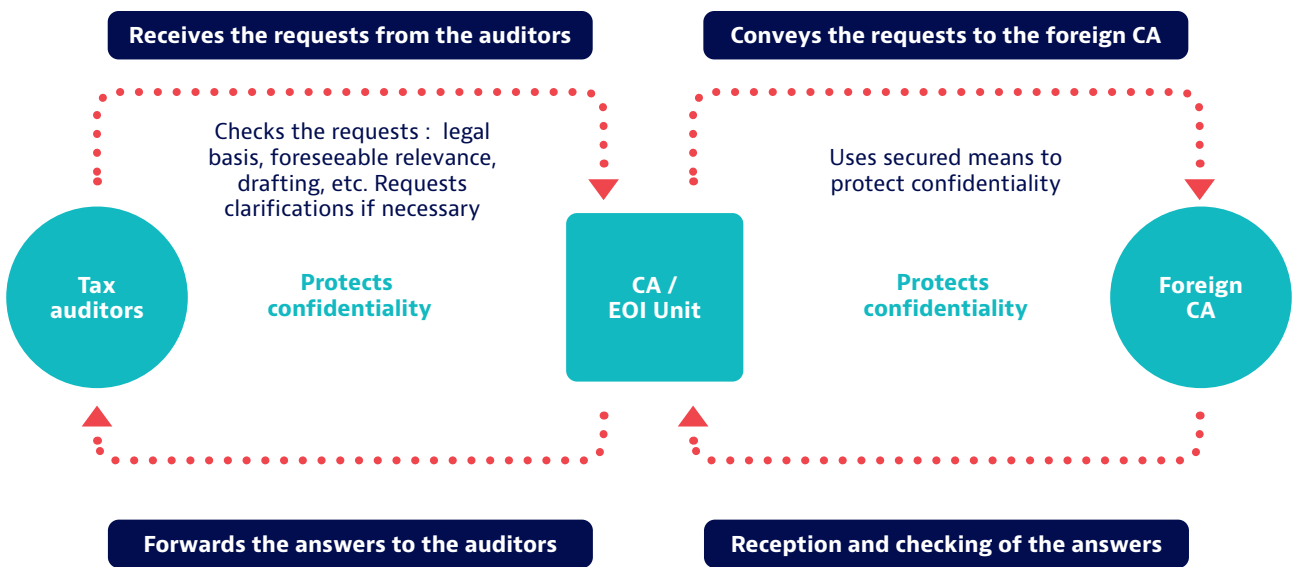 Receives the requests from the auditors
Conveys the requests to the foreign CA
Checks the requests : legal
basis, foreseeable relevance,
drafting, etc. Requests
clarifications if necessary
Uses secured means to
protect confidentiality
Tax
auditors
Protects
confidentiality
CA /
EOI Unit
Protects
confidentiality
Foreign
CA
Forwards the answers to the auditors
Reception and checking of the answers